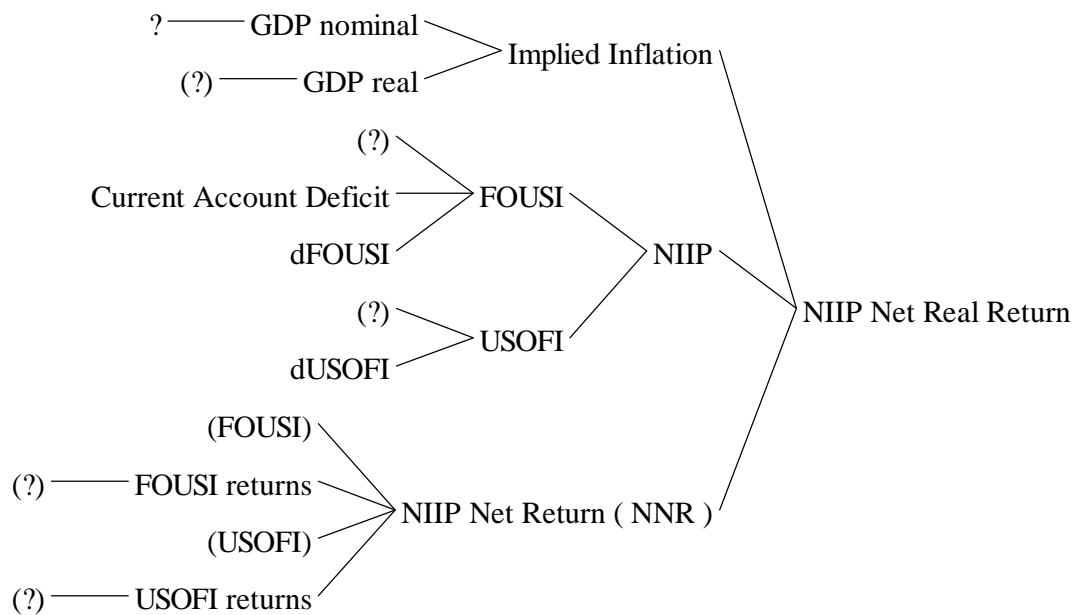 ? GDP nominal
Implied Inflation
(?) GDP real
(?)
Current Account Deficit FOUSI
dFOUSI
NIIP
(?)
NIIP Net Real Return
USOFI
dUSOFI
(FOUSI)
(?) FOUSI returns
NIIP Net Return ( NNR )
(USOFI)
(?) USOFI returns